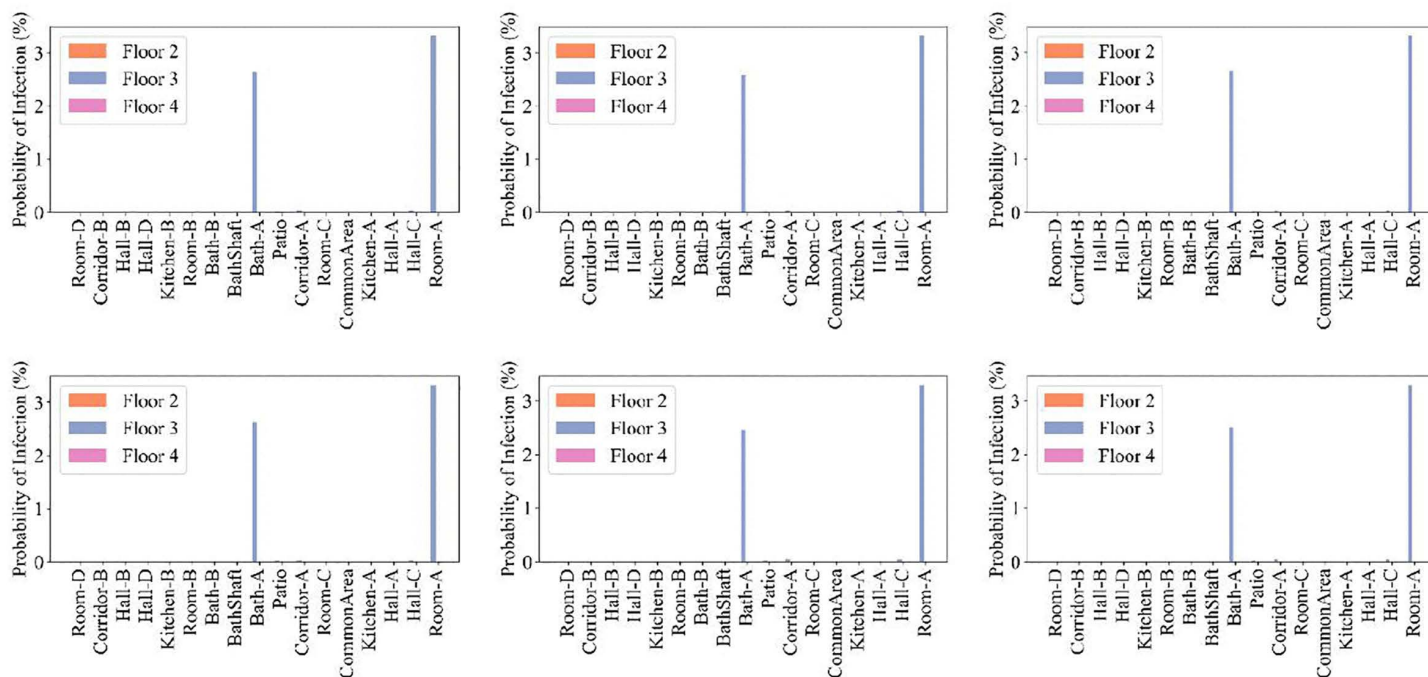 Probability of Infection (%)
3
2
1
0
Floor 2
Floor 3
Floor 4
Room-D
Corridor-B
Hall-B
Hall-D
Kitchen-B
Room-B
Bath-B
BathShaft
Bath-A
Patio
Corridor-A
Room-C
CommonArea
Kitchen-A
Hall-A
Hall-C
Room-A
Probability of Infection (%)
3
2
1
0
Floor 2
Floor 3
Floor 4
Room-D
Corridor-B
Hall-B
Hall-D
Kitchen-B
Room-B
Bath-B
BathShaft
Bath-A
Patio
Corridor-A
Room-C
CommonArea
Kitchen-A
Hall-A
Hall-C
Room-A
Probability of Infection (%)
3
2
1
0
Floor 2
Floor 3
Floor 4
Room-D
Corridor-B
Hall-B
Hall-D
Kitchen-B
Room-B
Bath-B
BathShaft
Bath-A
Patio
Corridor-A
Room-C
CommonArea
Kitchen-A
Hall-A
Hall-C
Room-A
Probability of Infection (%)
3
2
1
0
Floor 2
Floor 3
Floor 4
Room-D
Corridor-B
Hall-B
Hall-D
Kitchen-B
Room-B
Bath-B
BathShaft
Bath-A
Patio
Corridor-A
Room-C
CommonArea
Kitchen-A
Hall-A
Hall-C
Room-A
Probability of Infection (%)
3
2
1
0
Floor 2
Floor 3
Floor 4
Room-D
Corridor-B
Hall-B
Hall-D
Kitchen-B
Room-B
Bath-B
BathShaft
Bath-A
Patio
Corridor-A
Room-C
CommonArea
Kitchen-A
Hall-A
Hall-C
Room-A
Probability of Infection (%)
3
2
1
0
Floor 2
Floor 3
Floor 4
Room-D
Corridor-B
Hall-B
Hall-D
Kitchen-B
Room-B
Bath-B
BathShaft
Bath-A
Patio
Corridor-A
Room-C
CommonArea
Kitchen-A
Hall-A
Hall-C
Room-A